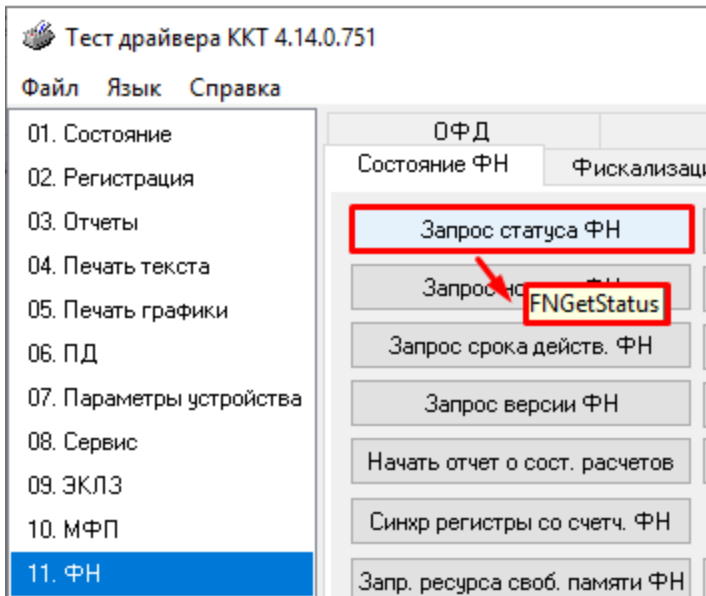 Тест драйвера ККТ 4.14.0.751
Файл Язык Справка
01. Состояние
02. Регистрация
03. Отчеты
04. Печать текста
05. Печать графики
06. ПД
07. Параметры устройства
08. Сервис
09. ЭКЛЗ
10. МФП
11. ФН
ОФД
Состояние ФН
Запрос статуса ФН
Запрос
FNGetStatus
Запрос срока действ. ФН
Запрос версии ФН
Начать отчет о сост. расчетов
Синхр регистры со счетч. ФН
Запр. ресурса своб. памяти ФН